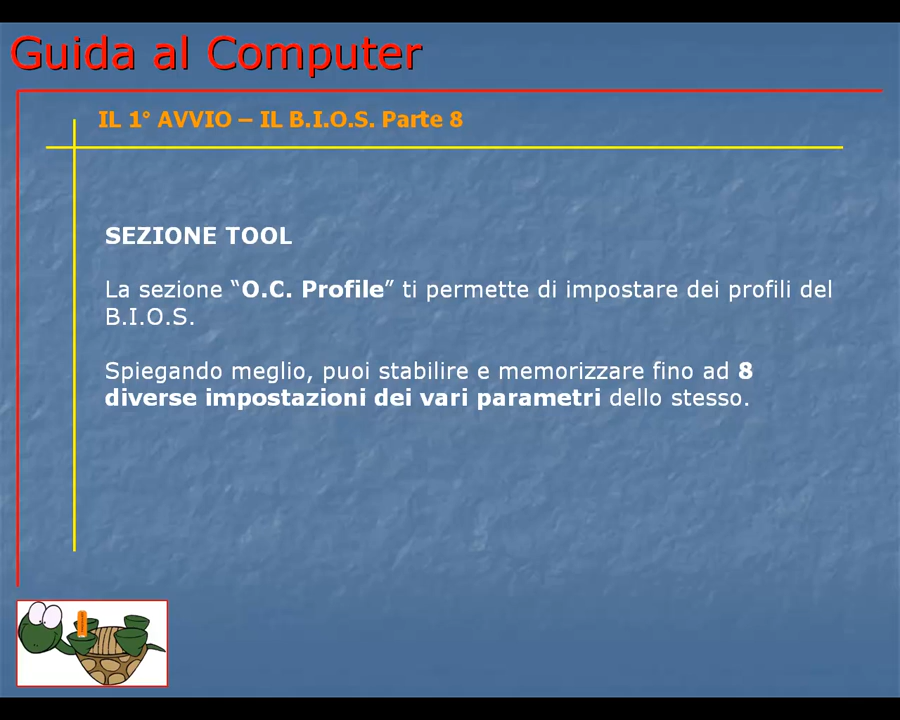 Guida al Computer
IL 1° AVVIO – IL B.I.O.S. Parte 8
SEZIONE TOOL
La sezione “O.C. Profile” ti permette di impostare dei profili del
B.I.O.S.
Spiegando meglio, puoi stabilire e memorizzare fino ad 8
diverse impostazioni dei vari parametri dello stesso.